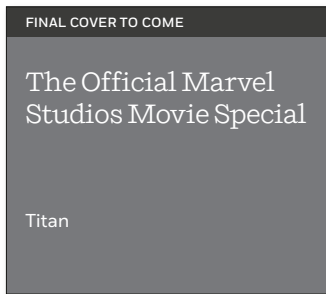 FINAL COVER TO COME
The Official Marvel
Studios Movie Special
Titan